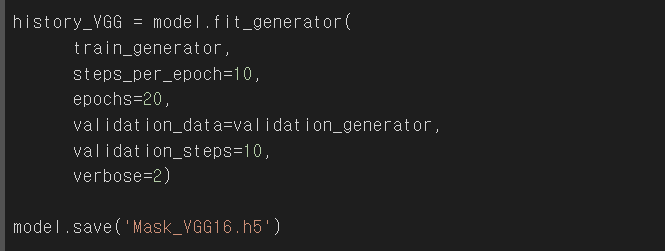 history_VGG = model.fit_generator(
      train_generator,
      steps_per_epoch=10,
      epochs=20,
      validation_data=validation_generator,
      validation_steps=10,
      verbose=2)
model.save('Mask_VGG16.h5')